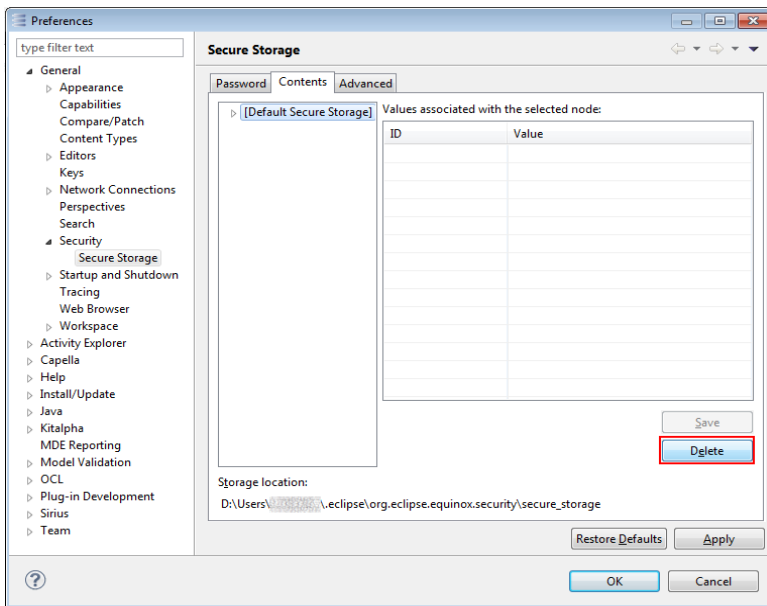 Preferences
type filter text
General
Appearance
Capabilities
Compare/Patch
Content Types
Editors
Keys
Network Connections
Perspectives
Search
Security
Secure Storage
Startup and Shutdown
Tracing
Web Browser
Workspace
Activity Explorer
Capella
Help
Install/Update
Java
Kitalpha
MDE Reporting
Model Validation
OCL
Plug-in Development
Sirius
Team
Secure Storage
Password Contents Advanced
[Default Secure Storage]
Values associated with the selected node:
ID Value
Save
Delete
Storage location:
D:\Users\ \.eclipse\org.eclipse.equinox.security\secure_storage
Restore Defaults Apply
? OK Cancel